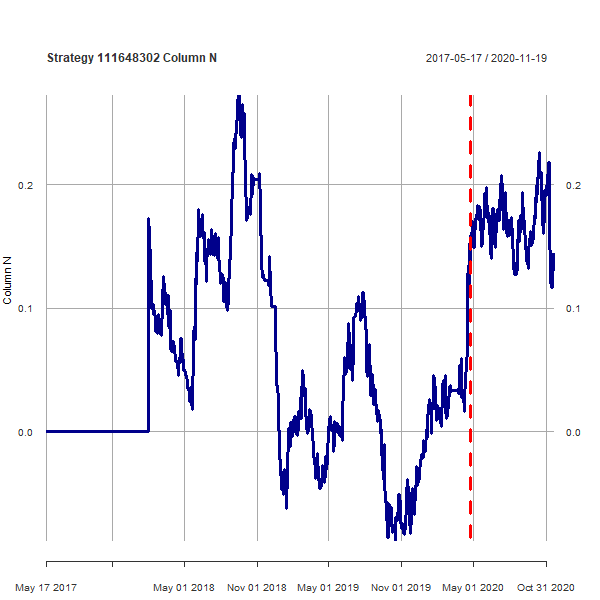 Strategy 111648302 Column N
2017-05-17 / 2020-11-19
Column N
0.2
0.1
0.0
0.2
0.1
0.0
May 17 2017
May 01 2018
Nov 01 2018
May 01 2019
Nov 01 2019
May 01 2020
Oct 31 2020